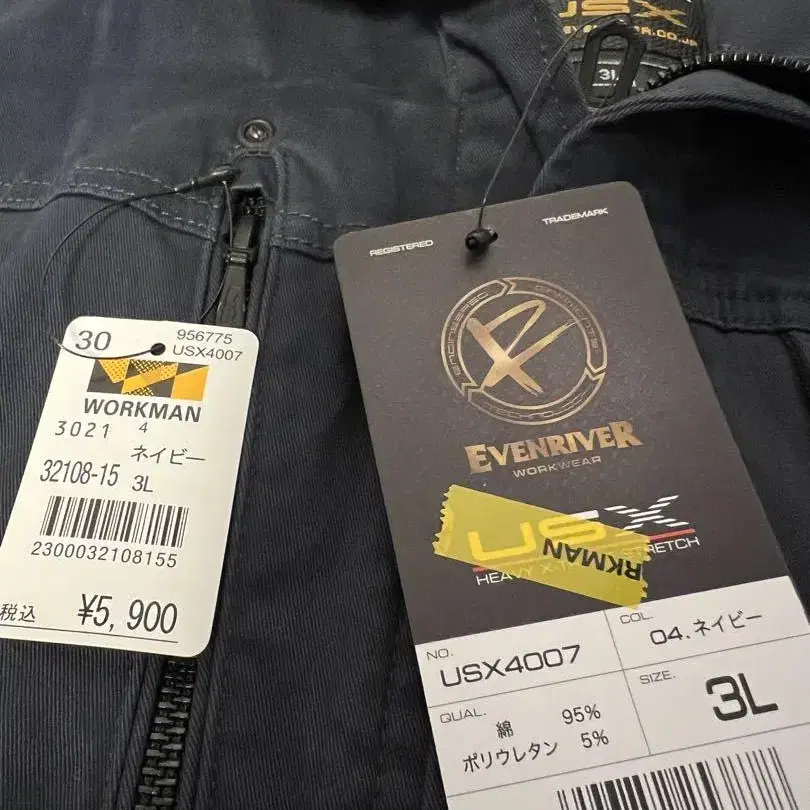 USX
3L
30
956775
USX4007
WORKMAN
3021 4
ネイビー
32108-15 3L
2300032108155
税込 ¥5,900
REGISTERED
TRADEMARK
EVENRIVER
WORKWEAR
USX
RKMAN
HEAVY STRETCH
NO.
USX4007
COL.
04.ネイビー
QUAL.
綿 95%
ポリウレタン 5%
SIZE.
3L